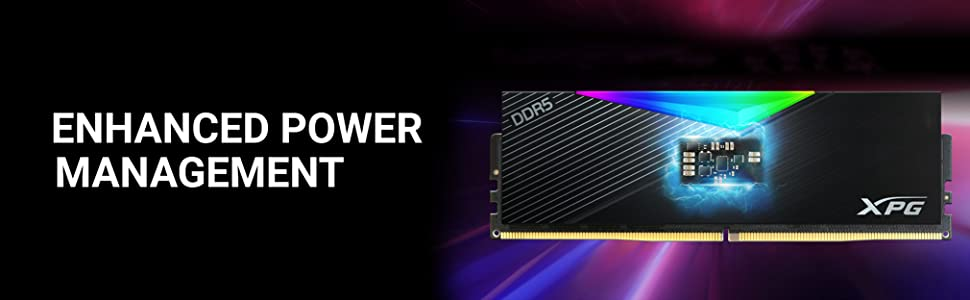 ENHANCED POWER
MANAGEMENT
DDR5
XPG